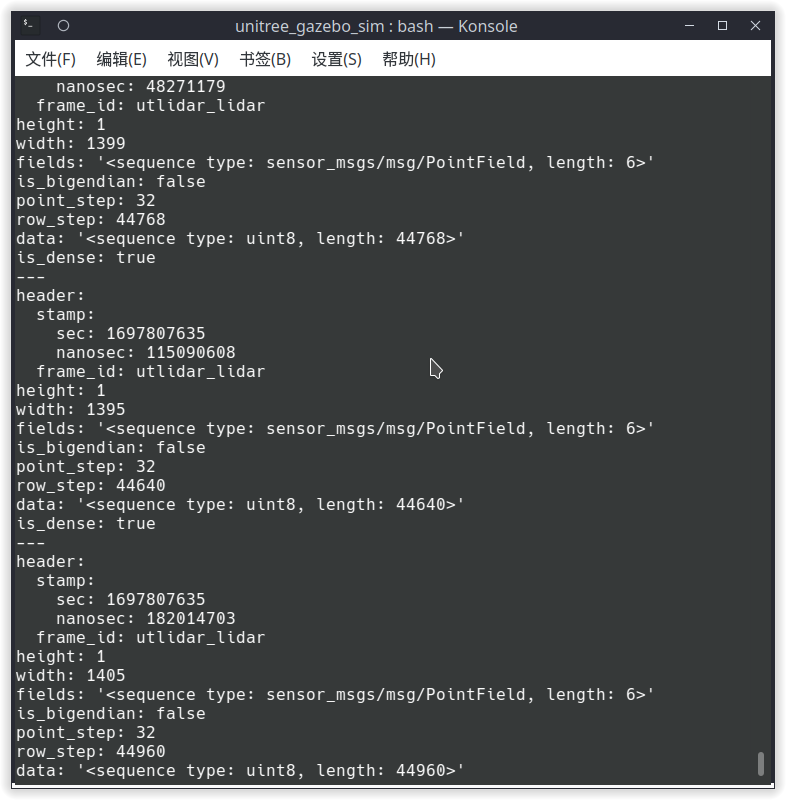 unitree_gazebo_sim : bash — Konsole
文件(F) 编辑(E) 视图(V) 书签(B) 设置(S) 帮助(H)
    nanosec: 48271179
  frame_id: utlidar_lidar
height: 1
width: 1399
fields: '<sequence type: sensor_msgs/msg/PointField, length: 6>'
is_bigendian: false
point_step: 32
row_step: 44768
data: '<sequence type: uint8, length: 44768>'
is_dense: true
---
header:
  stamp:
    sec: 1697807635
    nanosec: 115090608
  frame_id: utlidar_lidar
height: 1
width: 1395
fields: '<sequence type: sensor_msgs/msg/PointField, length: 6>'
is_bigendian: false
point_step: 32
row_step: 44640
data: '<sequence type: uint8, length: 44640>'
is_dense: true
---
header:
  stamp:
    sec: 1697807635
    nanosec: 182014703
  frame_id: utlidar_lidar
height: 1
width: 1405
fields: '<sequence type: sensor_msgs/msg/PointField, length: 6>'
is_bigendian: false
point_step: 32
row_step: 44960
data: '<sequence type: uint8, length: 44960>'